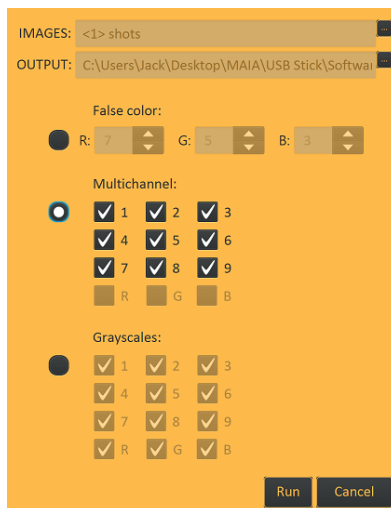 IMAGES: <1> shots ...
OUTPUT: C:\Users\Jack\Desktop\MAIA\USB Stick\Softwar ...
False color:
R: 7 G: 5 B: 3
Multichannel:
1 2 3
4 5 6
7 8 9
R G B
Grayscales:
1 2 3
4 5 6
7 8 9
R G B
Run Cancel